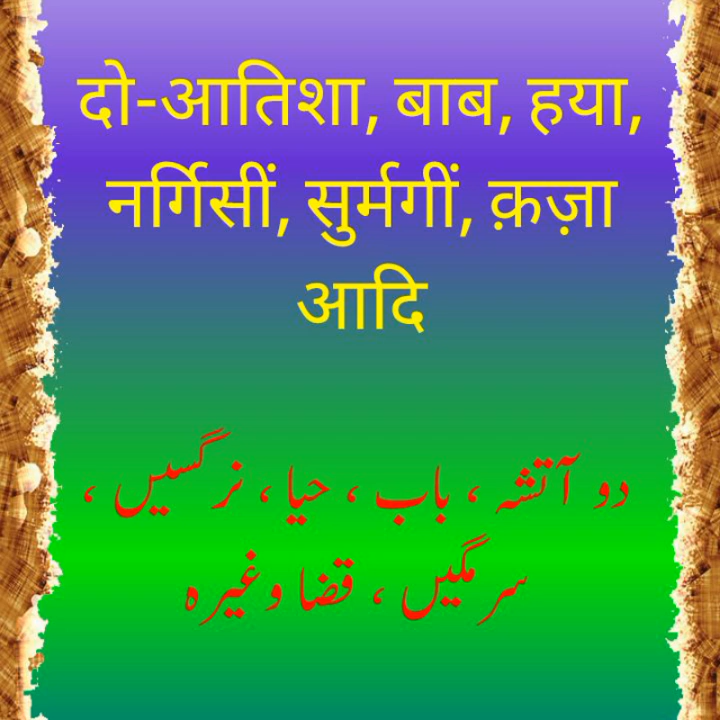 दो-आतिशा, बाब, हया,
नर्गिसीं, सुर्मगीं, क़ज़ा
आदि
دو آتشہ ، باب ، حیا ، نرگسیں ،
سرمگیں ، قضا وغیرہ